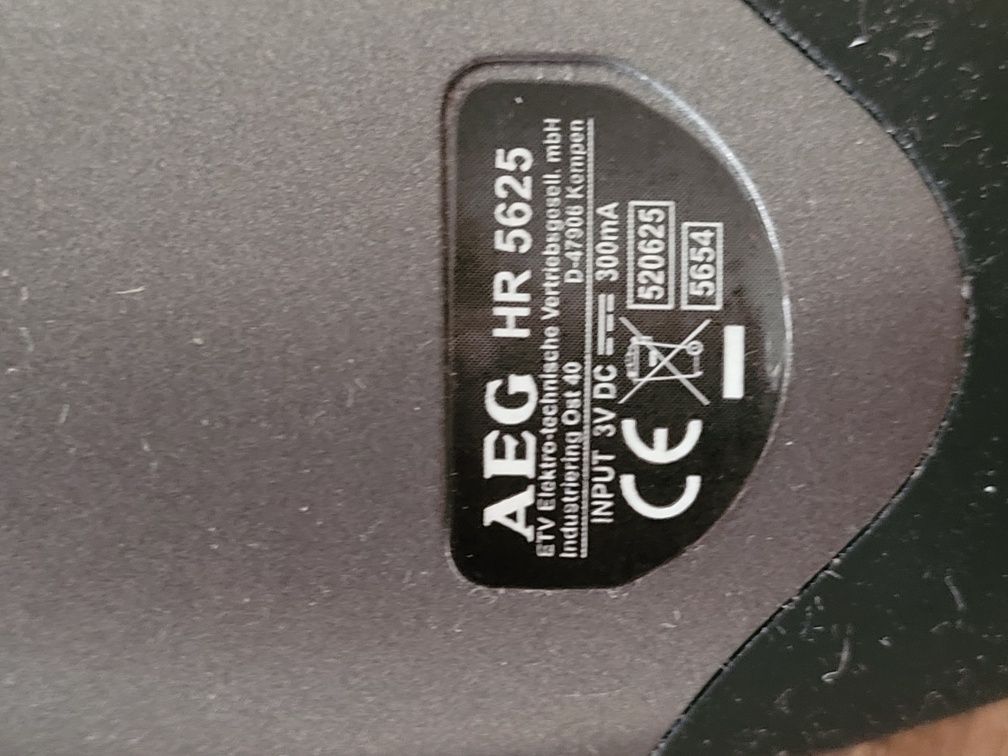 AEG HR 5625
ETV Elektro-technische Vertriebsgesell. mbH
Industriering Ost 40 D-47906 Kempen
INPUT 3V DC 300mA
CE
520625
5654